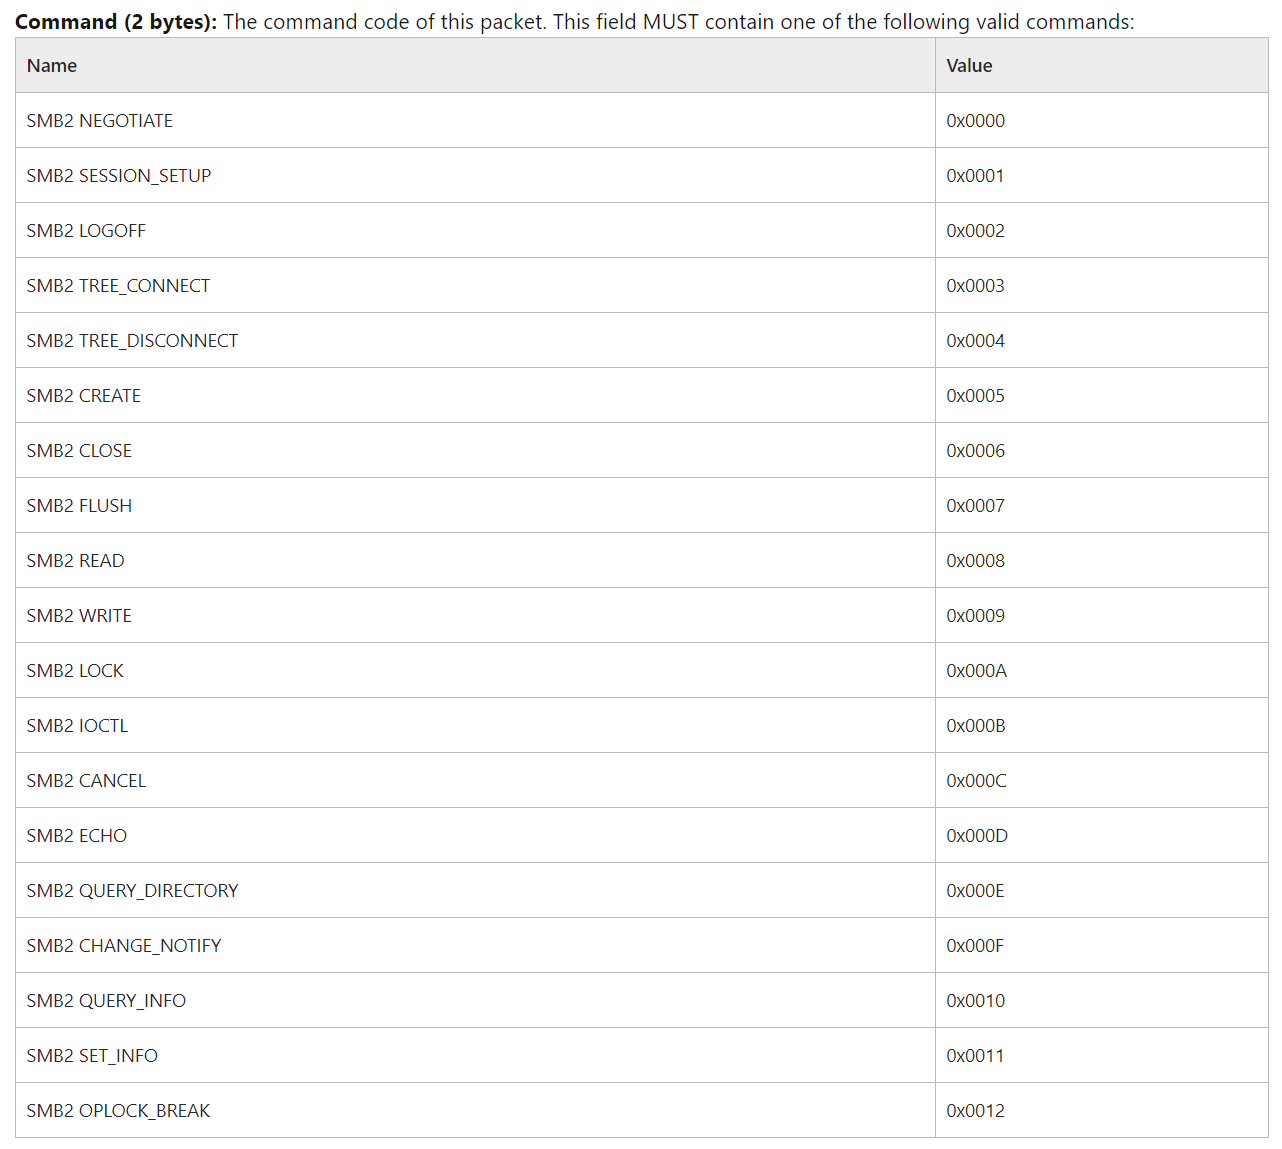 Command (2 bytes): The command code of this packet. This field MUST contain one of the following valid commands:
Name Value
SMB2 NEGOTIATE 0x0000
SMB2 SESSION_SETUP 0x0001
SMB2 LOGOFF 0x0002
SMB2 TREE_CONNECT 0x0003
SMB2 TREE_DISCONNECT 0x0004
SMB2 CREATE 0x0005
SMB2 CLOSE 0x0006
SMB2 FLUSH 0x0007
SMB2 READ 0x0008
SMB2 WRITE 0x0009
SMB2 LOCK 0x000A
SMB2 IOCTL 0x000B
SMB2 CANCEL 0x000C
SMB2 ECHO 0x000D
SMB2 QUERY_DIRECTORY 0x000E
SMB2 CHANGE_NOTIFY 0x000F
SMB2 QUERY_INFO 0x0010
SMB2 SET_INFO 0x0011
SMB2 OPLOCK_BREAK 0x0012